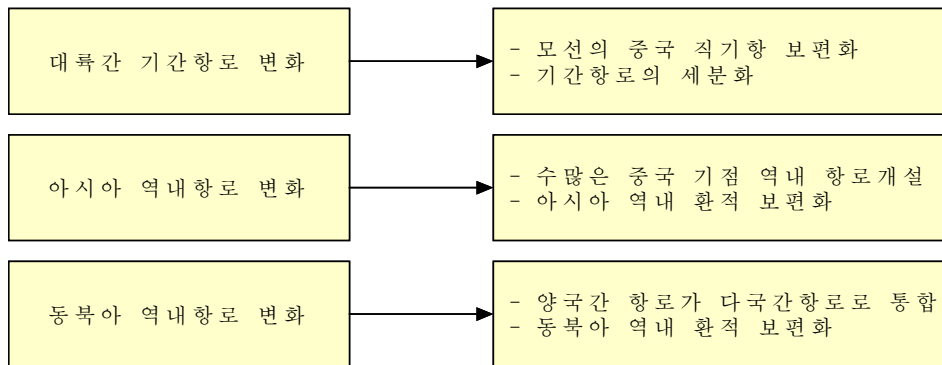 대륙간 기간항로 변화
- 모선의 중국 직기항 보편화
- 기간항로의 세분화
아시아 역내항로 변화
- 수많은 중국 기점 역내 항로개설
- 아시아 역내 환적 보편화
동북아 역내항로 변화
- 양국간 항로가 다국간항로로 통합
- 동북아 역내 환적 보편화